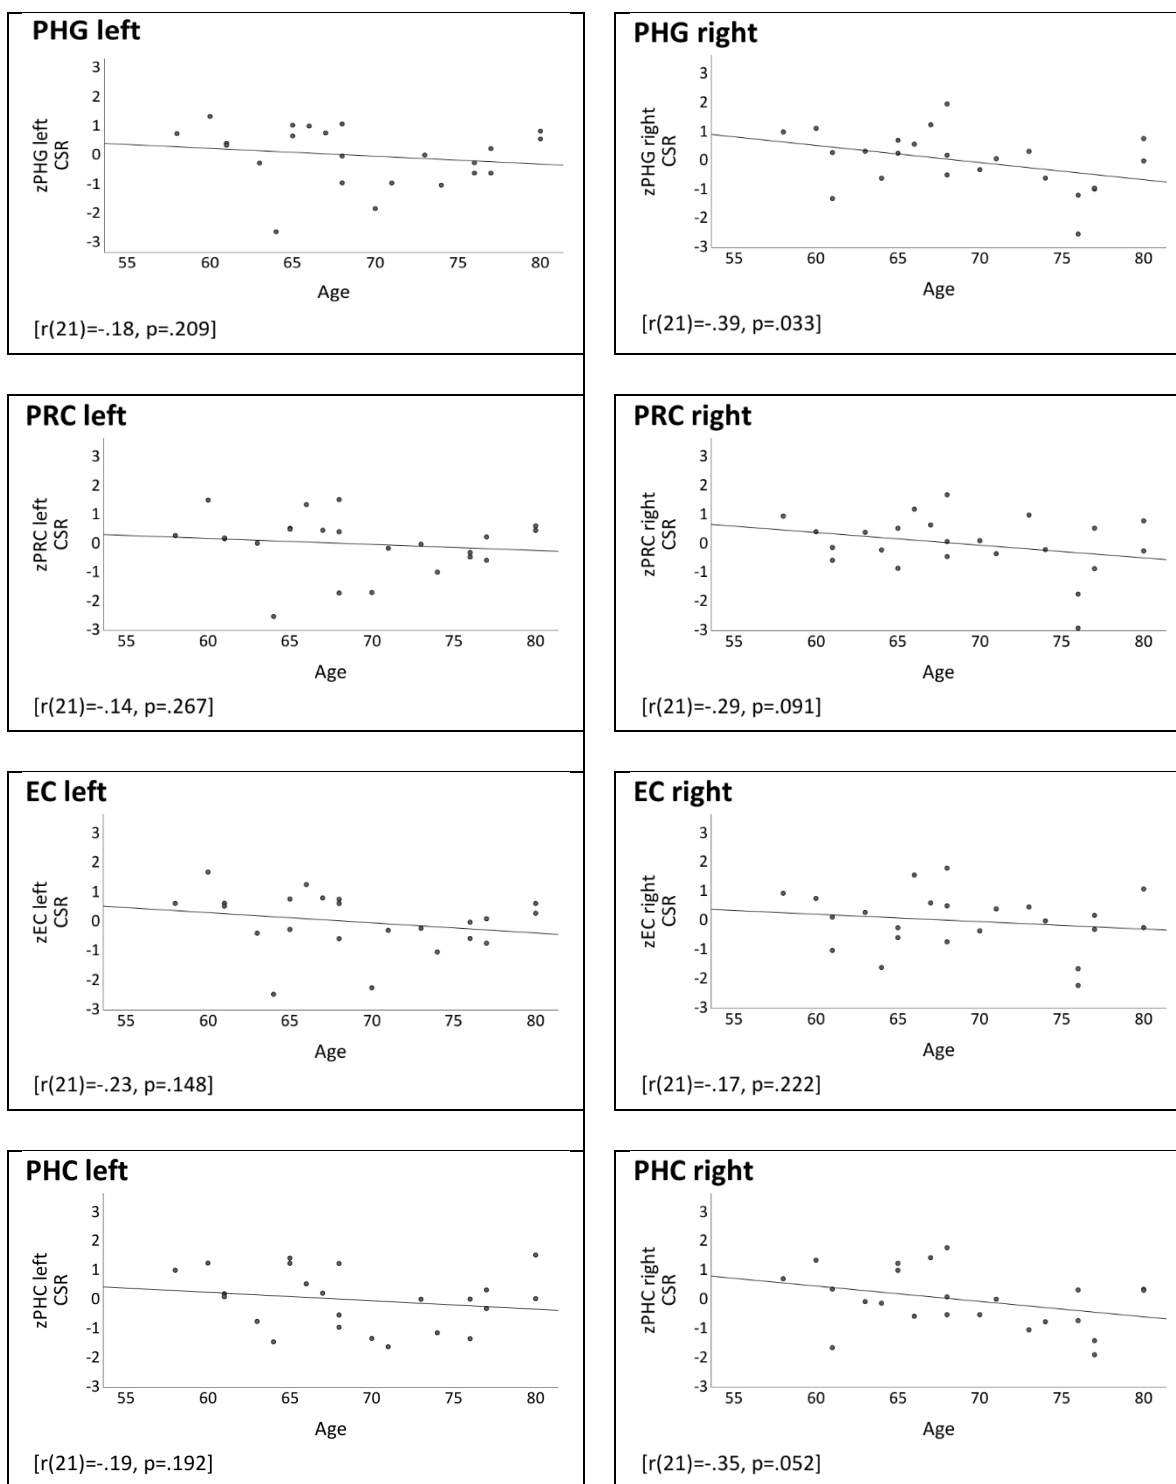 PHG left
zPHG left
CSR
3
2
1
0
-1
-2
-3
55 60 65 70 75 80
Age
[r(21)=-.18, p=.209]
PHG right
zPHG right
CSR
3
2
1
0
-1
-2
-3
55 60 65 70 75 80
Age
[r(21)=-.39, p=.033]
PRC left
zPRC left
CSR
3
2
1
0
-1
-2
-3
55 60 65 70 75 80
Age
[r(21)=-.14, p=.267]
PRC right
zPRC right
CSR
3
2
1
0
-1
-2
-3
55 60 65 70 75 80
Age
[r(21)=-.29, p=.091]
EC left
zEC left
CSR
3
2
1
0
-1
-2
-3
55 60 65 70 75 80
Age
[r(21)=-.23, p=.148]
EC right
zEC right
CSR
3
2
1
0
-1
-2
-3
55 60 65 70 75 80
Age
[r(21)=-.17, p=.222]
PHC left
zPHC left
CSR
3
2
1
0
-1
-2
-3
55 60 65 70 75 80
Age
[r(21)=-.19, p=.192]
PHC right
zPHC right
CSR
3
2
1
0
-1
-2
-3
55 60 65 70 75 80
Age
[r(21)=-.35, p=.052]